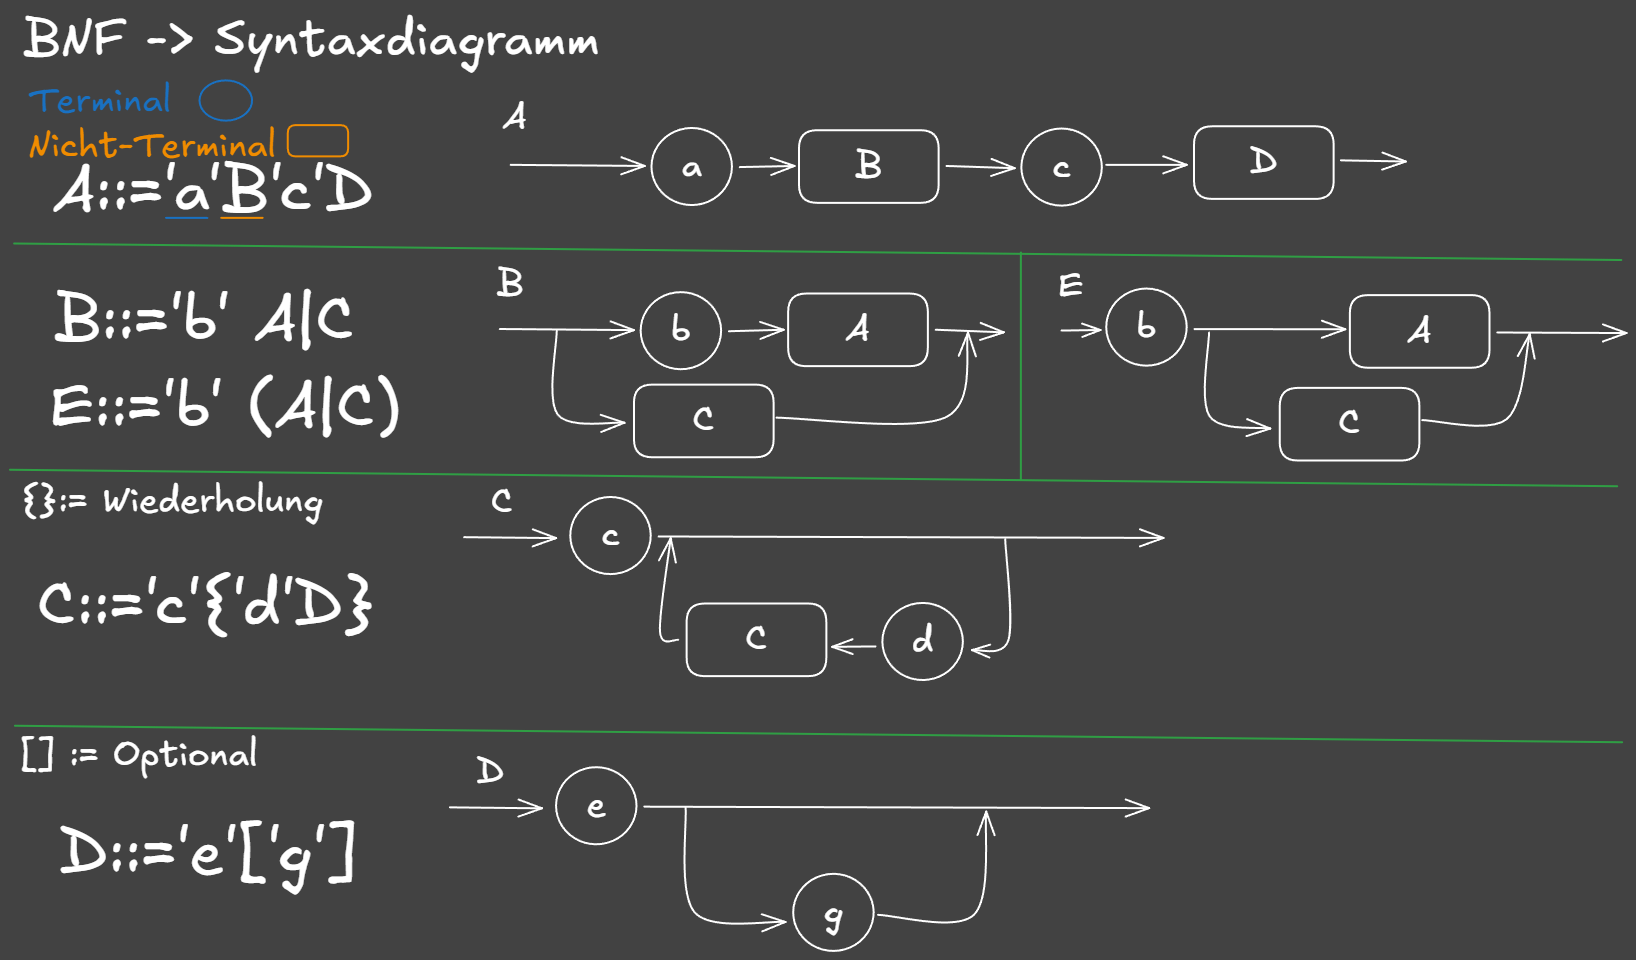 BNF -> Syntaxdiagramm
Terminal
Nicht-Terminal
A::='a'B'c'D
A
a B c D
B::='b' A|C
E::='b' (A|C)
B
b A
C
E
b A
C
{}:= Wiederholung
C::='c'{'d'D}
C
c
C d
[] := Optional
D::='e'['g']
D
e
g